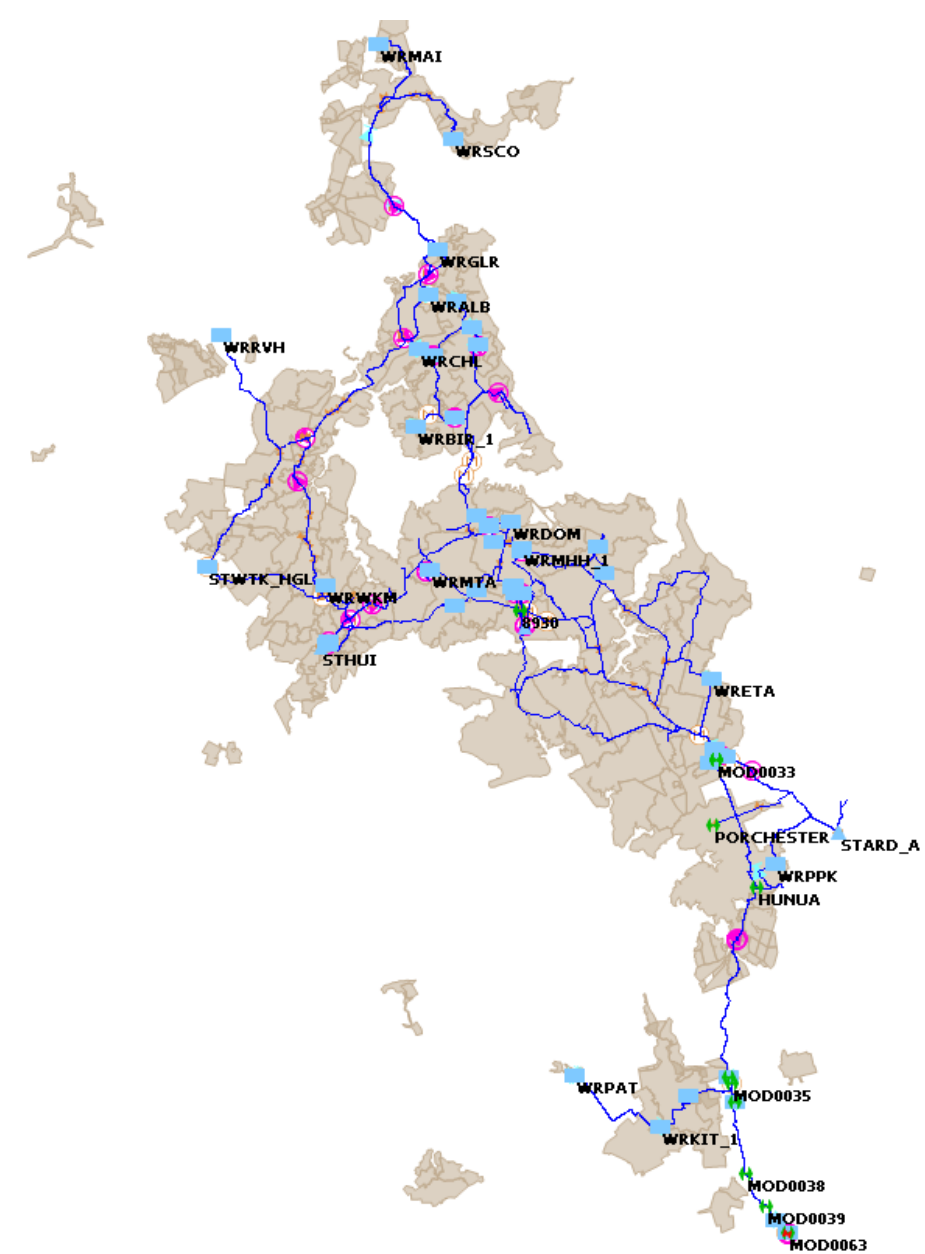 WRMAI
WRSCO
WRGLR
WRALB
WRRVH
WRCHL
WRBIR_1
WRDOM
WRMHH_1
STWTK_NGL
WRMTA
WRWKM
8930
STHUI
WRETA
MOD0033
PORCHESTER
STARD_A
WRPPK
HUNUA
WRPAT
MOD0035
WRKIT_1
MOD0038
MOD0039
MOD0063